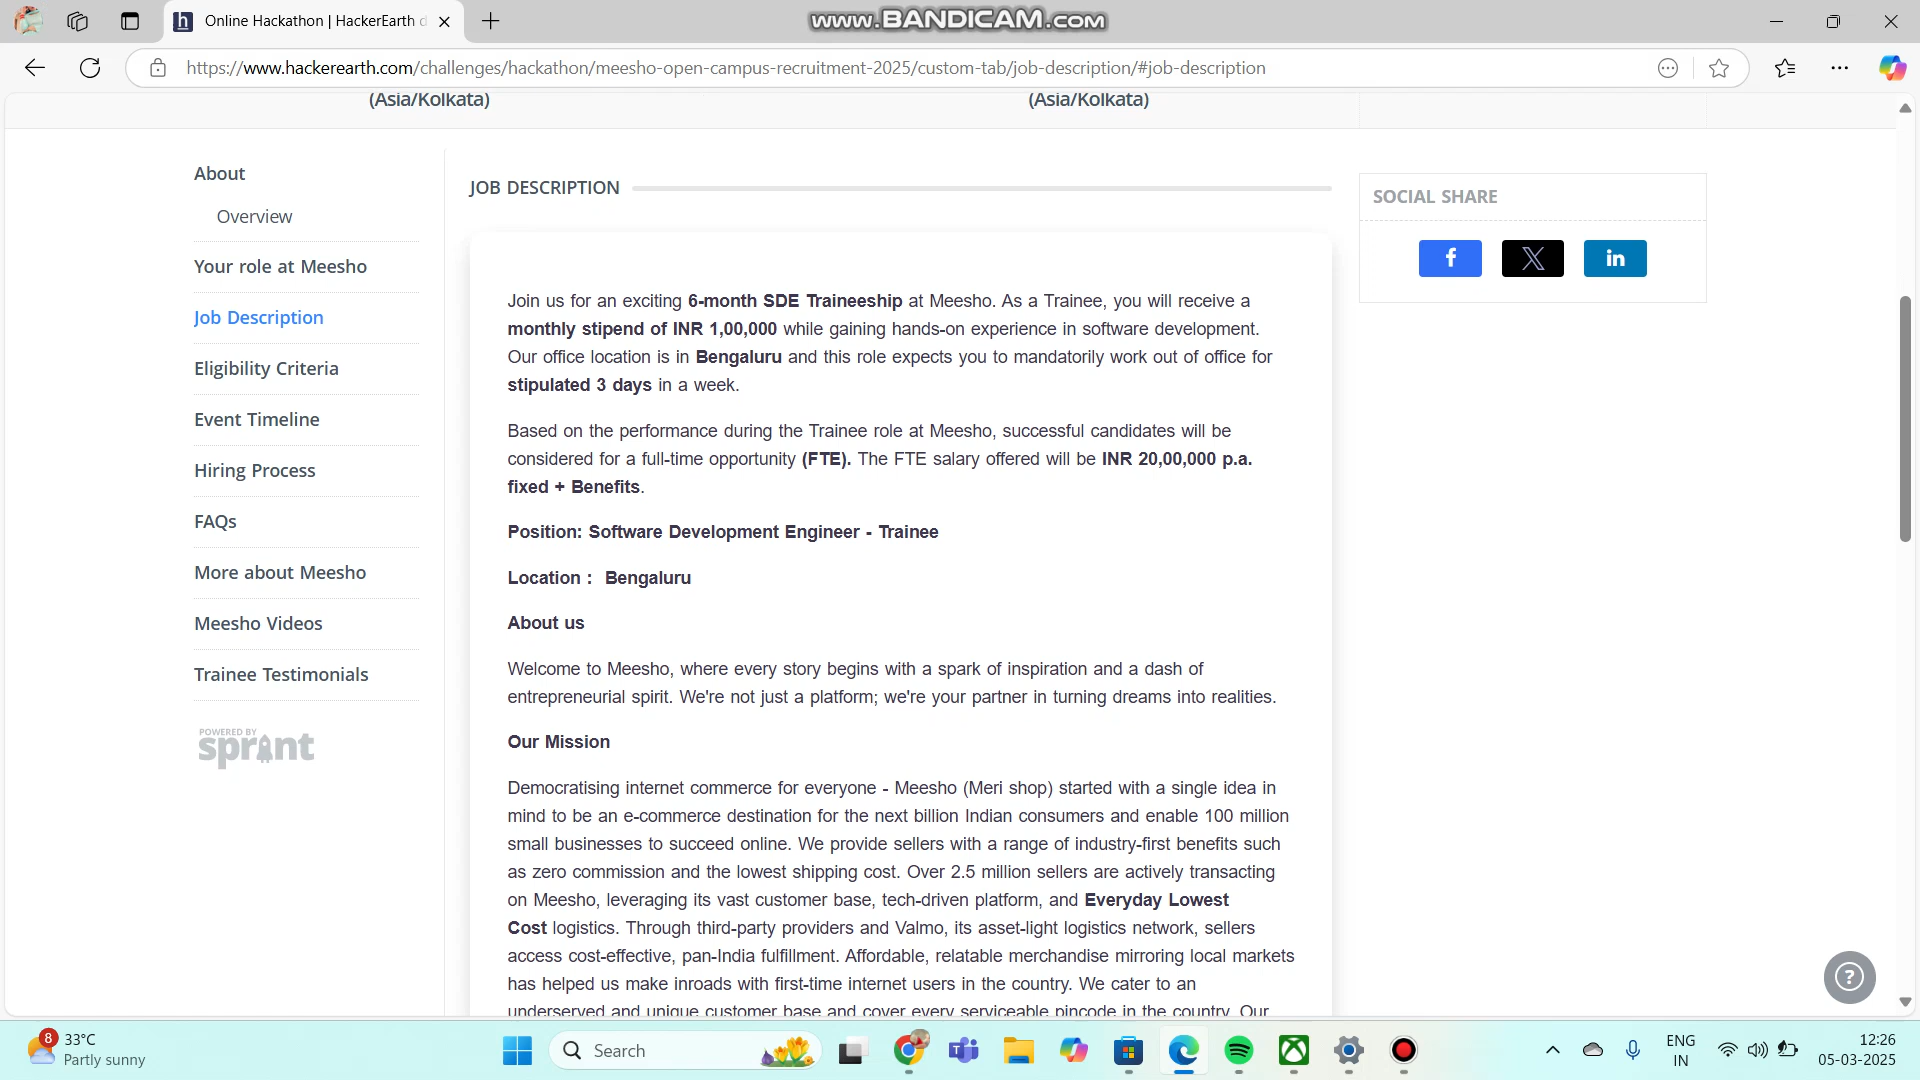 Online Hackathon | HackerEarth d
www.BANDICAM.com
https://www.hackerearth.com/challenges/hackathon/meesho-open-campus-recruitment-2025/custom-tab/job-description/#job-description
(Asia/Kolkata)
(Asia/Kolkata)
About
Overview
Your role at Meesho
Job Description
Eligibility Criteria
Event Timeline
Hiring Process
FAQs
More about Meesho
Meesho Videos
Trainee Testimonials
POWERED BY
sprint
JOB DESCRIPTION
Join us for an exciting 6-month SDE Traineeship at Meesho. As a Trainee, you will receive a
monthly stipend of INR 1,00,000 while gaining hands-on experience in software development.
Our office location is in Bengaluru and this role expects you to mandatorily work out of office for
stipulated 3 days in a week.
Based on the performance during the Trainee role at Meesho, successful candidates will be
considered for a full-time opportunity (FTE). The FTE salary offered will be INR 20,00,000 p.a.
fixed + Benefits.
Position: Software Development Engineer - Trainee
Location : Bengaluru
About us
Welcome to Meesho, where every story begins with a spark of inspiration and a dash of
entrepreneurial spirit. We're not just a platform; we're your partner in turning dreams into realities.
Our Mission
Democratising internet commerce for everyone - Meesho (Meri shop) started with a single idea in
mind to be an e-commerce destination for the next billion Indian consumers and enable 100 million
small businesses to succeed online. We provide sellers with a range of industry-first benefits such
as zero commission and the lowest shipping cost. Over 2.5 million sellers are actively transacting
on Meesho, leveraging its vast customer base, tech-driven platform, and Everyday Lowest
Cost logistics. Through third-party providers and Valmo, its asset-light logistics network, sellers
access cost-effective, pan-India fulfillment. Affordable, relatable merchandise mirroring local markets
has helped us make inroads with first-time internet users in the country. We cater to an
underserved and unique customer base and cover every serviceable pincode in the country. Our
SOCIAL SHARE
8
33°C
Partly sunny
Search
ENG
IN
12:26
05-03-2025